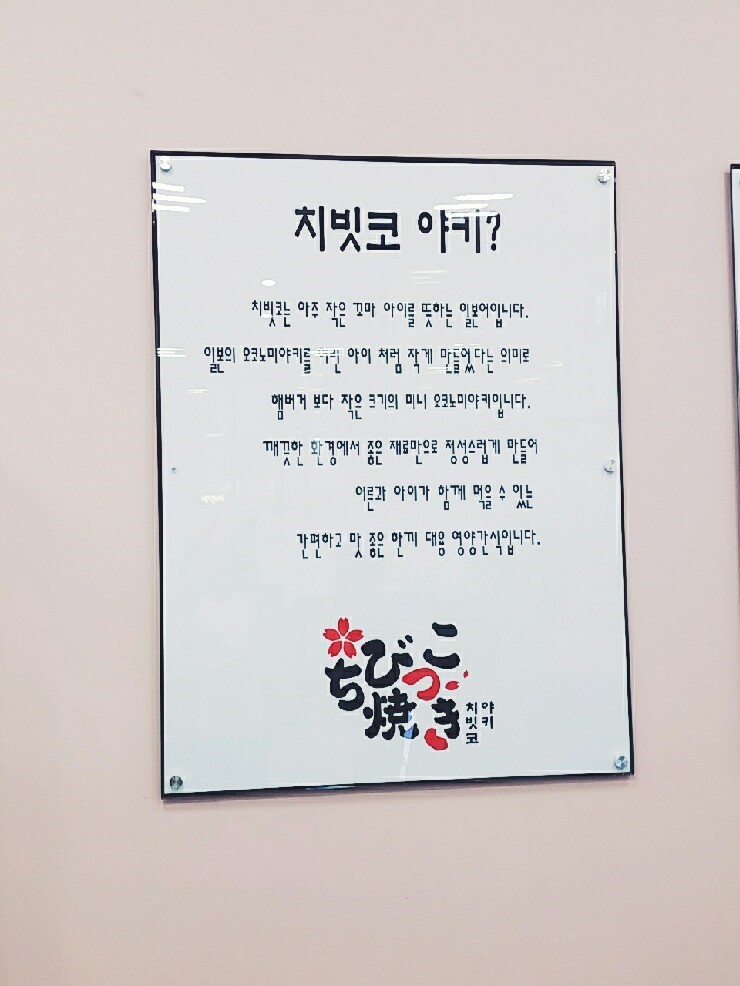 치빗코 야키?
치빗코는 아주 작은 꼬마 아이를 뜻하는 일본어입니다.
일본의 오코노미야키를 어린 아이 처럼 작게 만들었다는 의미로
햄버거 보다 작은 크기의 미니 오코노미야키입니다.
깨끗한 환경에서 좋은 재료만으로 정성스럽게 만들어
어른과 아이가 함께 먹을 수 있는
간편하고 맛 좋은 한끼 대용 영양간식입니다.
ちびっこ
焼き
치빗코
야키